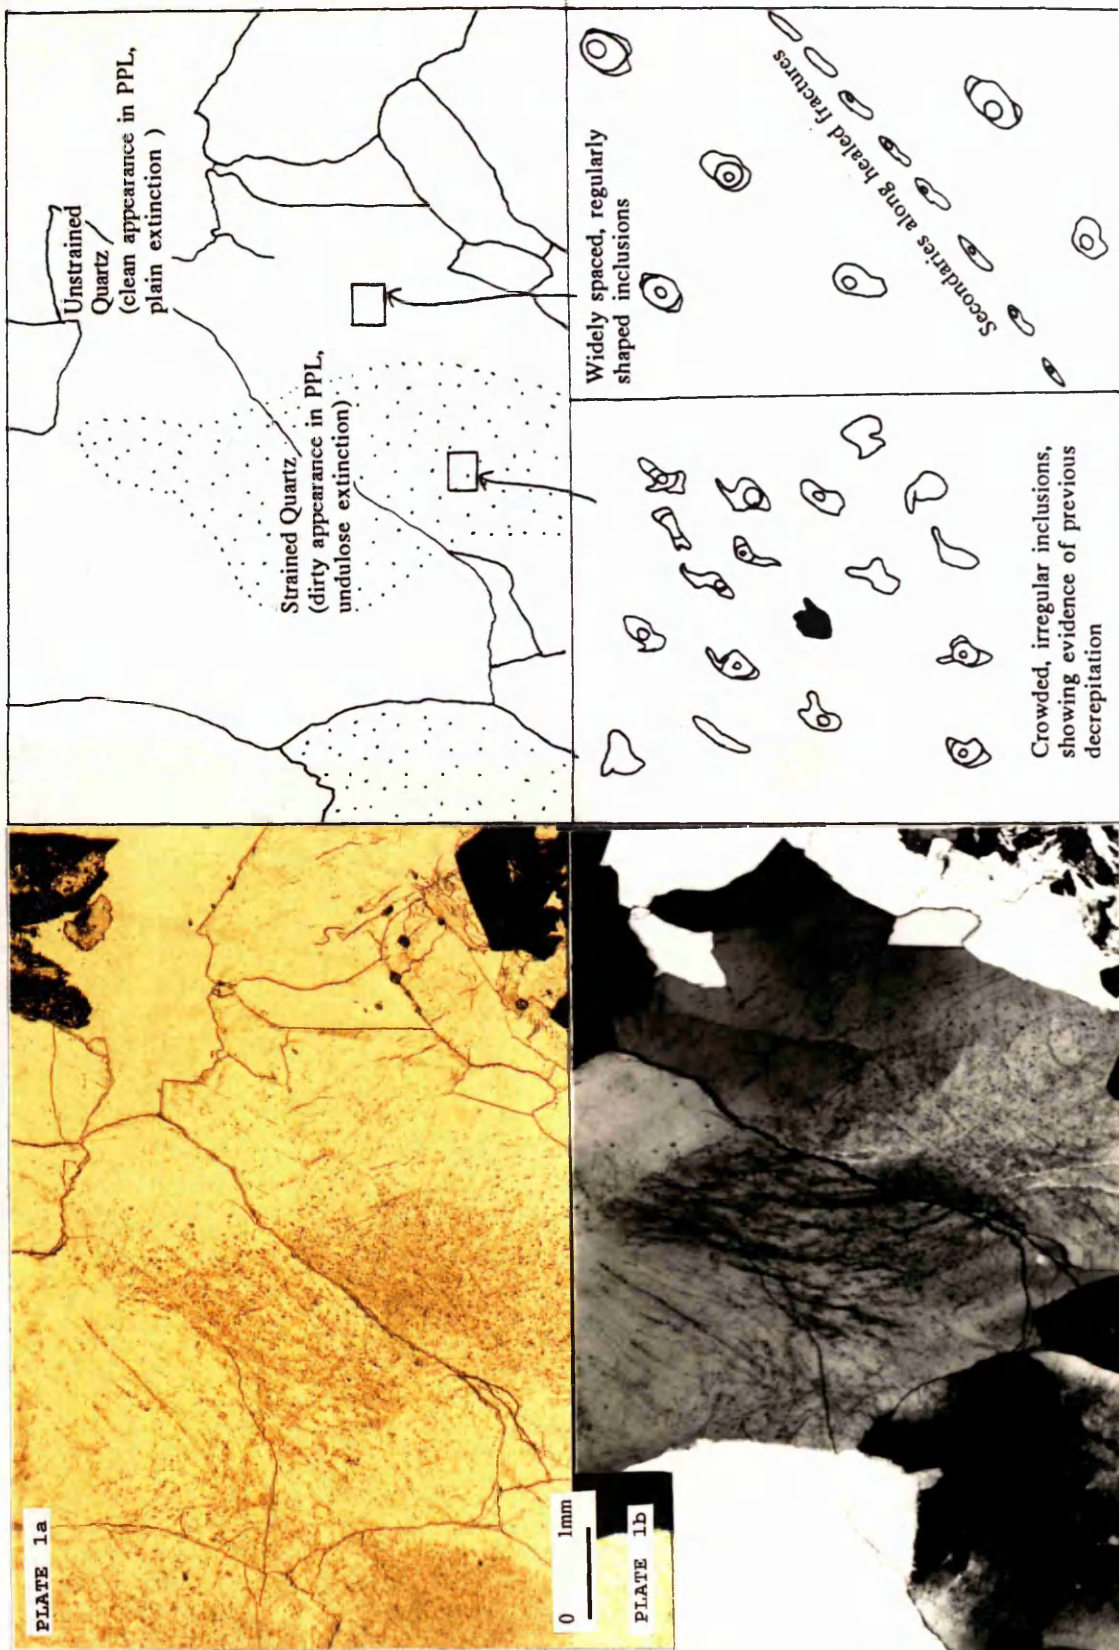 PLATE 1a
Unstrained
Quartz
(clean appearance in PPL,
plain extinction )
Strained Quartz
(dirty appearance in PPL,
undulose extinction)
0 1mm
PLATE 1b
Crowded, irregular inclusions,
showing evidence of previous
decrepitation
Widely spaced, regularly
shaped inclusions
Secondaries along healed fractures